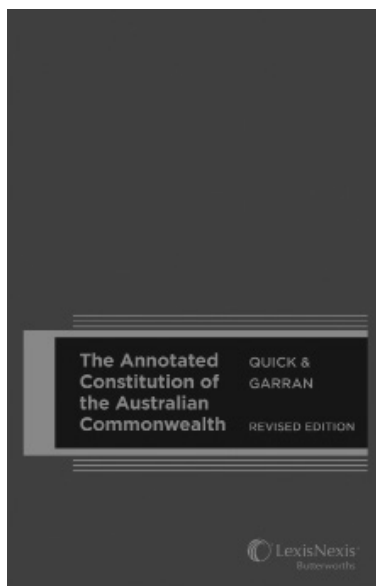 The Annotated
Constitution of
the Australian
Commonwealth
QUICK &
GARRAN
REVISED EDITION
LexisNexis®
Butterworths